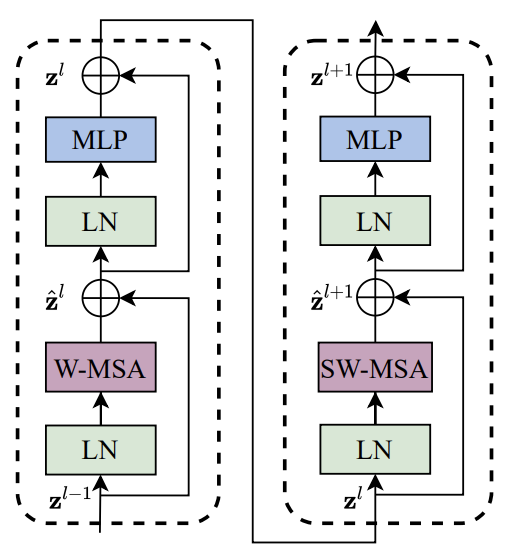 z^l
MLP
LN
ẑ^l
W-MSA
LN
z^{l-1}
z^{l+1}
MLP
LN
ẑ^{l+1}
SW-MSA
LN
z^l